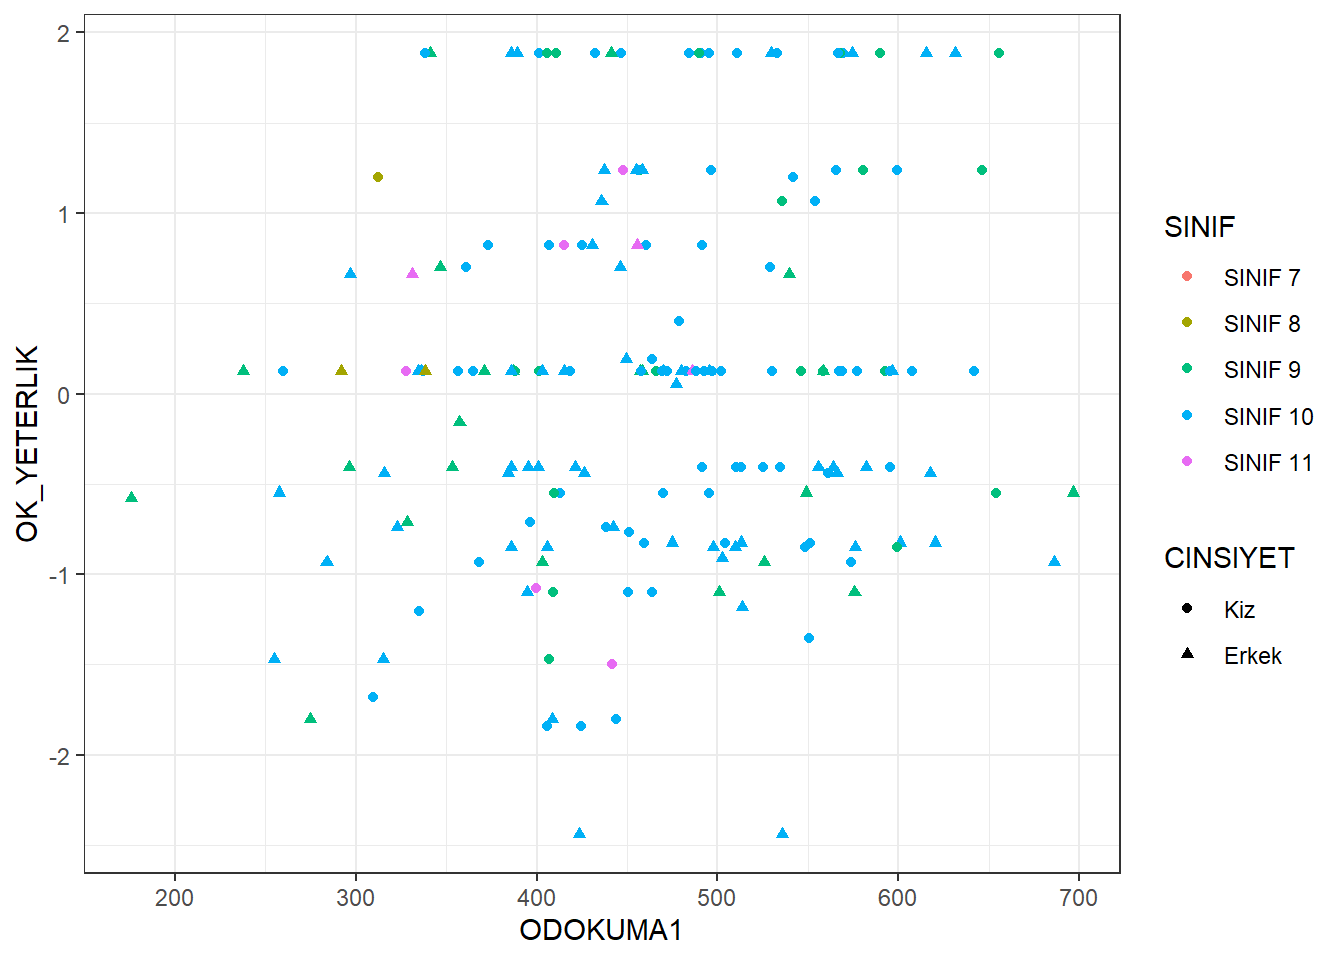 2
1
0
-1
-2
OK_YETERLIK
200 300 400 500 600 700
ODOKUMA1
SINIF
SINIF 7
SINIF 8
SINIF 9
SINIF 10
SINIF 11
CINSIYET
Kiz
Erkek